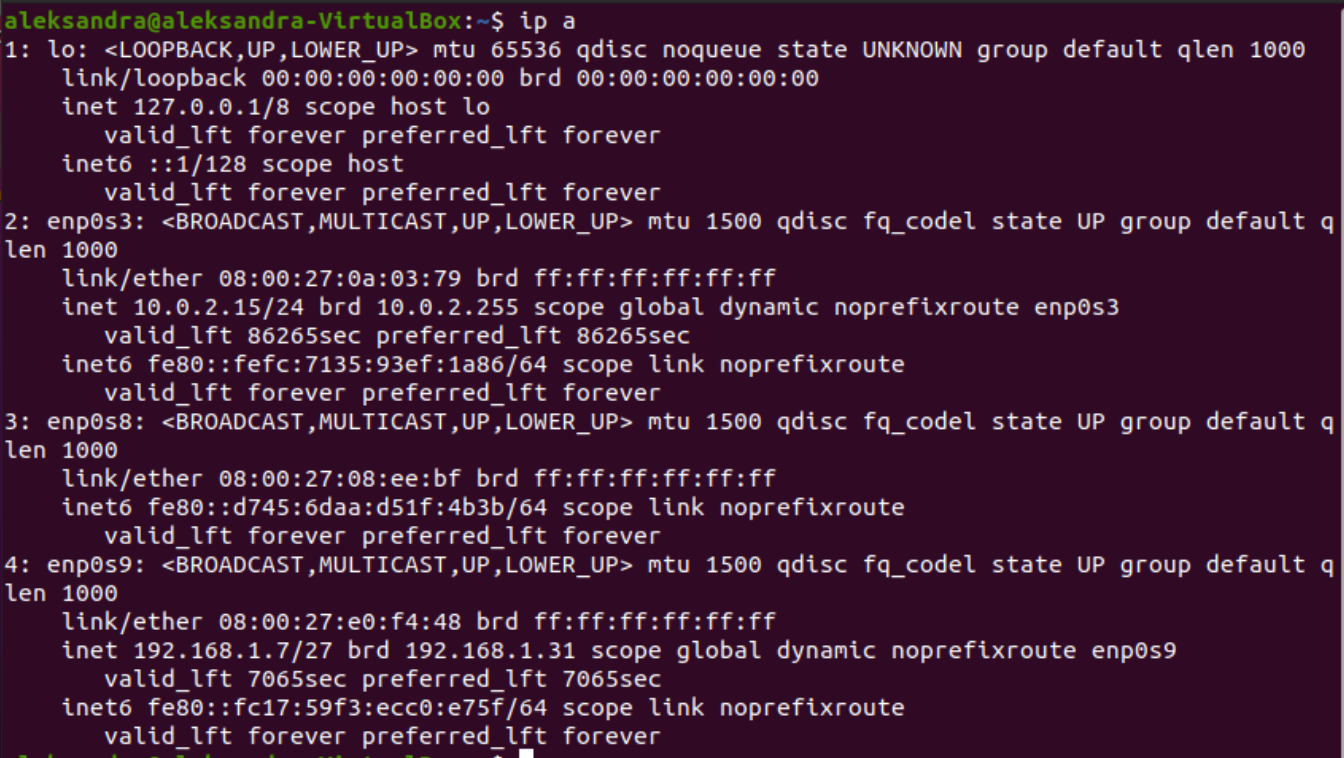 aleksandra@aleksandra-VirtualBox:~$ ip a
1: lo: <LOOPBACK,UP,LOWER_UP> mtu 65536 qdisc noqueue state UNKNOWN group default qlen 1000
    link/loopback 00:00:00:00:00:00 brd 00:00:00:00:00:00
    inet 127.0.0.1/8 scope host lo
       valid_lft forever preferred_lft forever
    inet6 ::1/128 scope host
       valid_lft forever preferred_lft forever
2: enp0s3: <BROADCAST,MULTICAST,UP,LOWER_UP> mtu 1500 qdisc fq_codel state UP group default q
len 1000
    link/ether 08:00:27:0a:03:79 brd ff:ff:ff:ff:ff:ff
    inet 10.0.2.15/24 brd 10.0.2.255 scope global dynamic noprefixroute enp0s3
       valid_lft 86265sec preferred_lft 86265sec
    inet6 fe80::fefc:7135:93ef:1a86/64 scope link noprefixroute
       valid_lft forever preferred_lft forever
3: enp0s8: <BROADCAST,MULTICAST,UP,LOWER_UP> mtu 1500 qdisc fq_codel state UP group default q
len 1000
    link/ether 08:00:27:08:ee:bf brd ff:ff:ff:ff:ff:ff
    inet6 fe80::d745:6daa:d51f:4b3b/64 scope link noprefixroute
       valid_lft forever preferred_lft forever
4: enp0s9: <BROADCAST,MULTICAST,UP,LOWER_UP> mtu 1500 qdisc fq_codel state UP group default q
len 1000
    link/ether 08:00:27:e0:f4:48 brd ff:ff:ff:ff:ff:ff
    inet 192.168.1.7/27 brd 192.168.1.31 scope global dynamic noprefixroute enp0s9
       valid_lft 7065sec preferred_lft 7065sec
    inet6 fe80::fc17:59f3:ecc0:e75f/64 scope link noprefixroute
       valid_lft forever preferred_lft forever